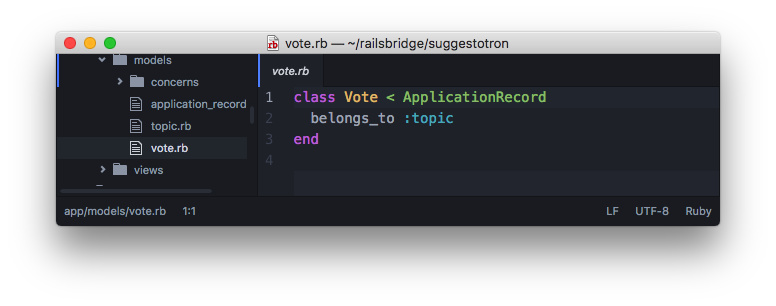 vote.rb — ~/railsbridge/suggestotron
models
concerns
application_record
topic.rb
vote.rb
views
vote.rb
1 class Vote < ApplicationRecord
2 belongs_to :topic
3 end
4
app/models/vote.rb 1:1 LF UTF-8 Ruby